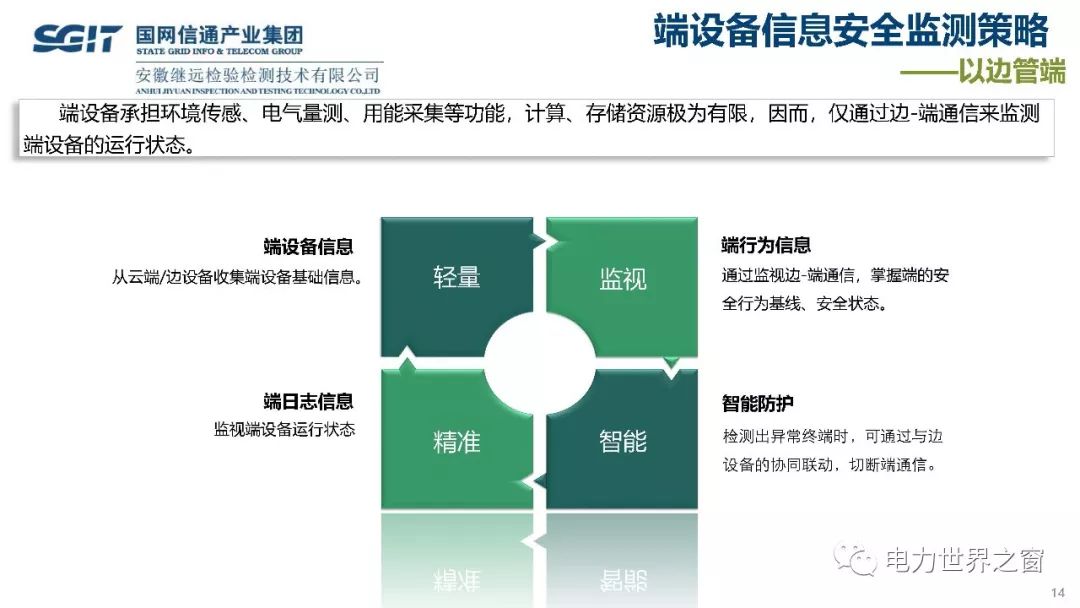 SGIT 国网信通产业集团
STATE GRID INFO & TELECOM GROUP
安徽继远检验检测技术有限公司
ANHUI JIYUAN INSPECTION AND TESTING TECHNOLOGY CO.,LTD
端设备信息安全监测策略
——以边管端
端设备承担环境传感、电气量测、用能采集等功能，计算、存储资源极为有限，因而，仅通过边-端通信来监测
端设备的运行状态。
端设备信息
从云端/边设备收集端设备基础信息。
轻量
监视
端行为信息
通过监视边-端通信，掌握端的安
全行为基线、安全状态。
端日志信息
监视端设备运行状态
精准
智能
智能防护
检测出异常终端时，可通过与边
设备的协同联动，切断端通信。
电力世界之窗
14